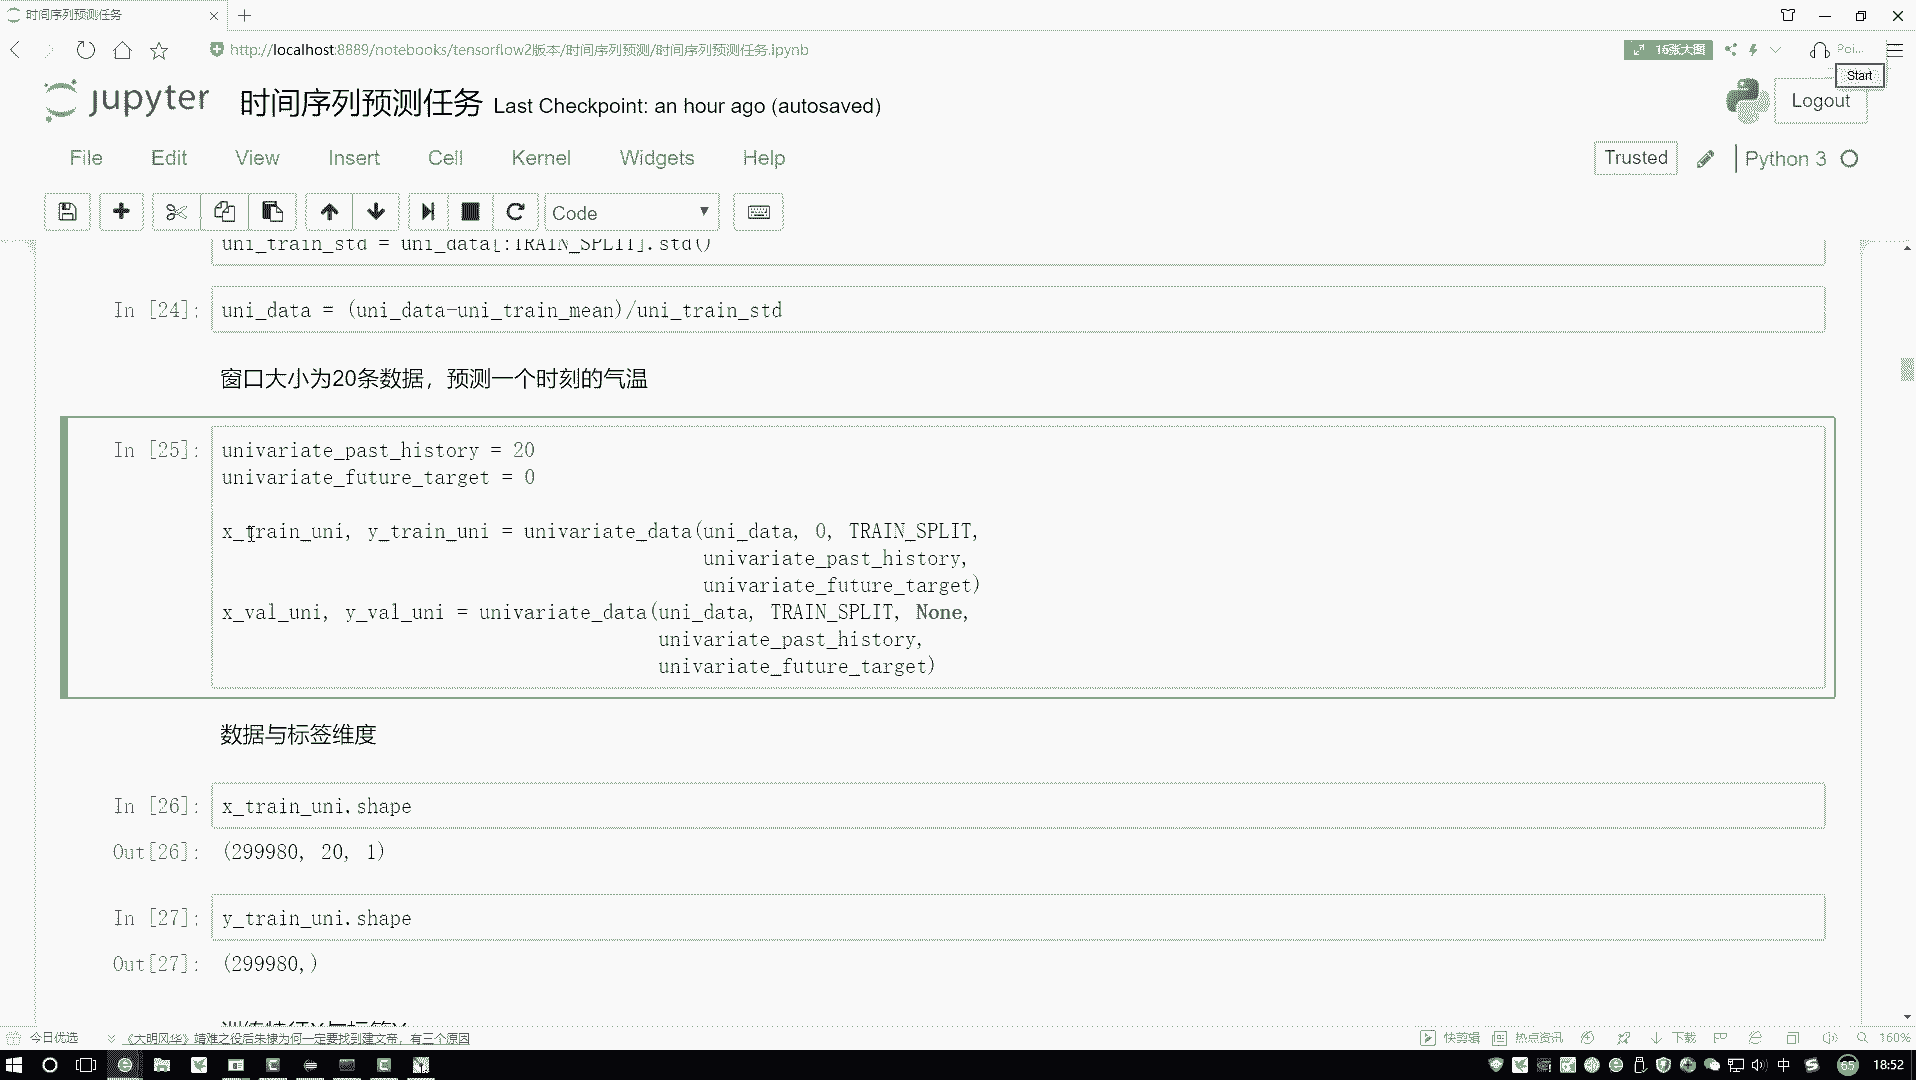 时间序列预测任务
http://localhost:8889/notebooks/tensorflow2版本/时间序列预测/时间序列预测任务.ipynb
16张大图
Poi...
Start
jupyter 时间序列预测任务 Last Checkpoint: an hour ago (autosaved)
Logout
File Edit View Insert Cell Kernel Widgets Help
Trusted
Python 3
Code
uni_train_std = uni_data[:TRAIN_SPLIT].std()
In [24]: uni_data = (uni_data-uni_train_mean)/uni_train_std
窗口大小为20条数据，预测一个时刻的气温
In [25]: univariate_past_history = 20
univariate_future_target = 0
x_train_uni, y_train_uni = univariate_data(uni_data, 0, TRAIN_SPLIT,
univariate_past_history,
univariate_future_target)
x_val_uni, y_val_uni = univariate_data(uni_data, TRAIN_SPLIT, None,
univariate_past_history,
univariate_future_target)
数据与标签维度
In [26]: x_train_uni.shape
Out[26]: (299980, 20, 1)
In [27]: y_train_uni.shape
Out[27]: (299980,)
今日优选
《大明风华》靖难之役后朱棣为何一定要找到建文帝，有三个原因
快剪辑
热点资讯
下载
160%
中
65
18:52